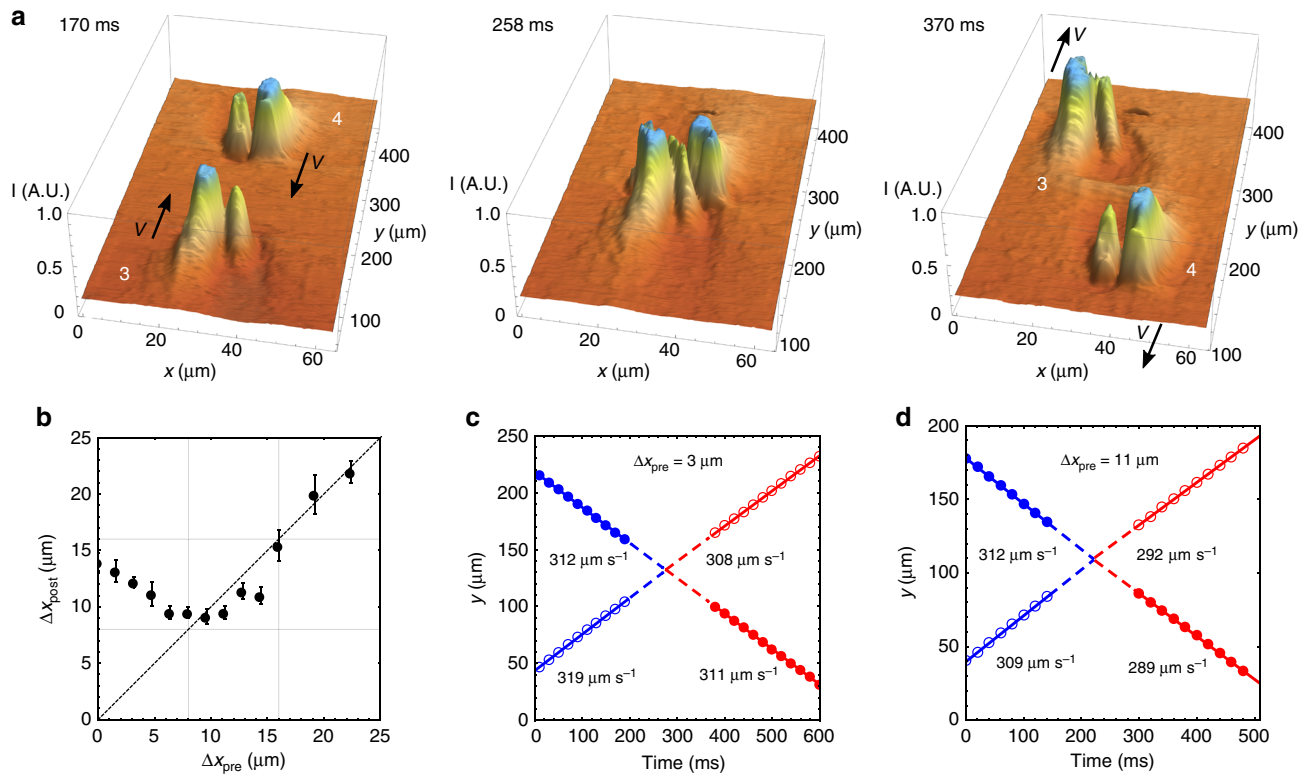 a
170 ms
258 ms
370 ms
V
4
400
V
300
I (A.U.)
1.0
y (μm)
200
0.5
3
100
0
0
20
40
60
x (μm)
400
300
I (A.U.)
1.0
y (μm)
200
0.5
0
100
0
20
40
60
x (μm)
V
400
3
300
I (A.U.)
1.0
y (μm)
200
0.5
4
0
V
100
0
20
40
60
x (μm)
b
25
20
15
10
5
0
0 5 10 15 20 25
Δx_post (μm)
Δx_pre (μm)
c
250
200
150
100
50
0
0 100 200 300 400 500 600
y (μm)
Time (ms)
Δx_pre = 3 μm
312 μm s⁻¹
308 μm s⁻¹
319 μm s⁻¹
311 μm s⁻¹
d
200
150
100
50
0
0 100 200 300 400 500
y (μm)
Time (ms)
Δx_pre = 11 μm
312 μm s⁻¹
292 μm s⁻¹
309 μm s⁻¹
289 μm s⁻¹